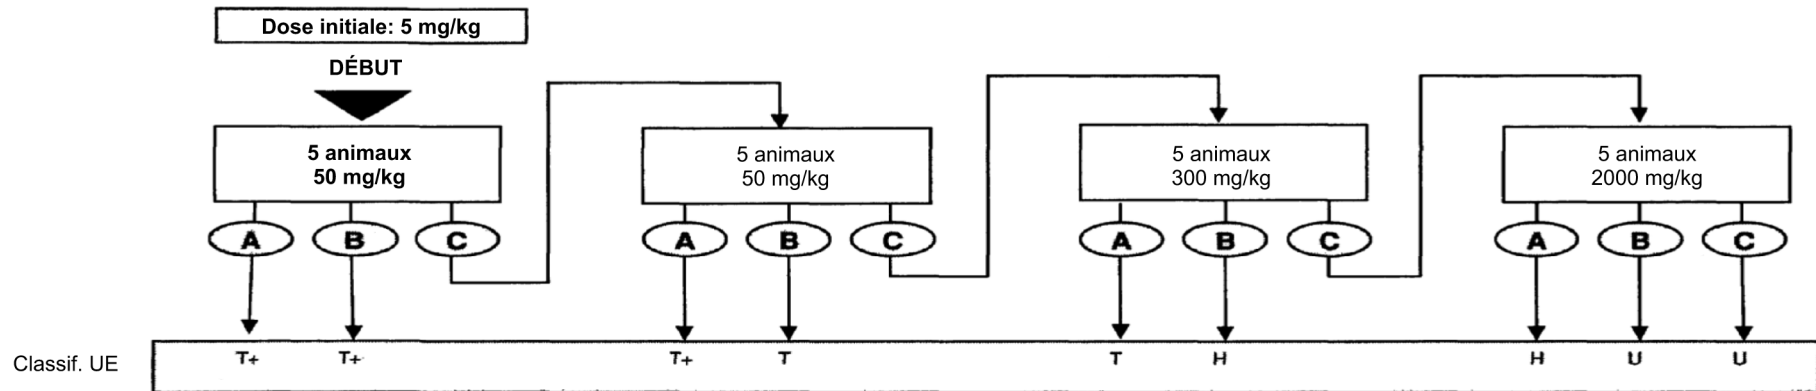 Dose initiale: 5 mg/kg
DÉBUT
5 animaux
50 mg/kg
5 animaux
50 mg/kg
5 animaux
300 mg/kg
5 animaux
2000 mg/kg
A B C A B C A B C A B C
Classif. UE T+ T+ T+ T T H H U U